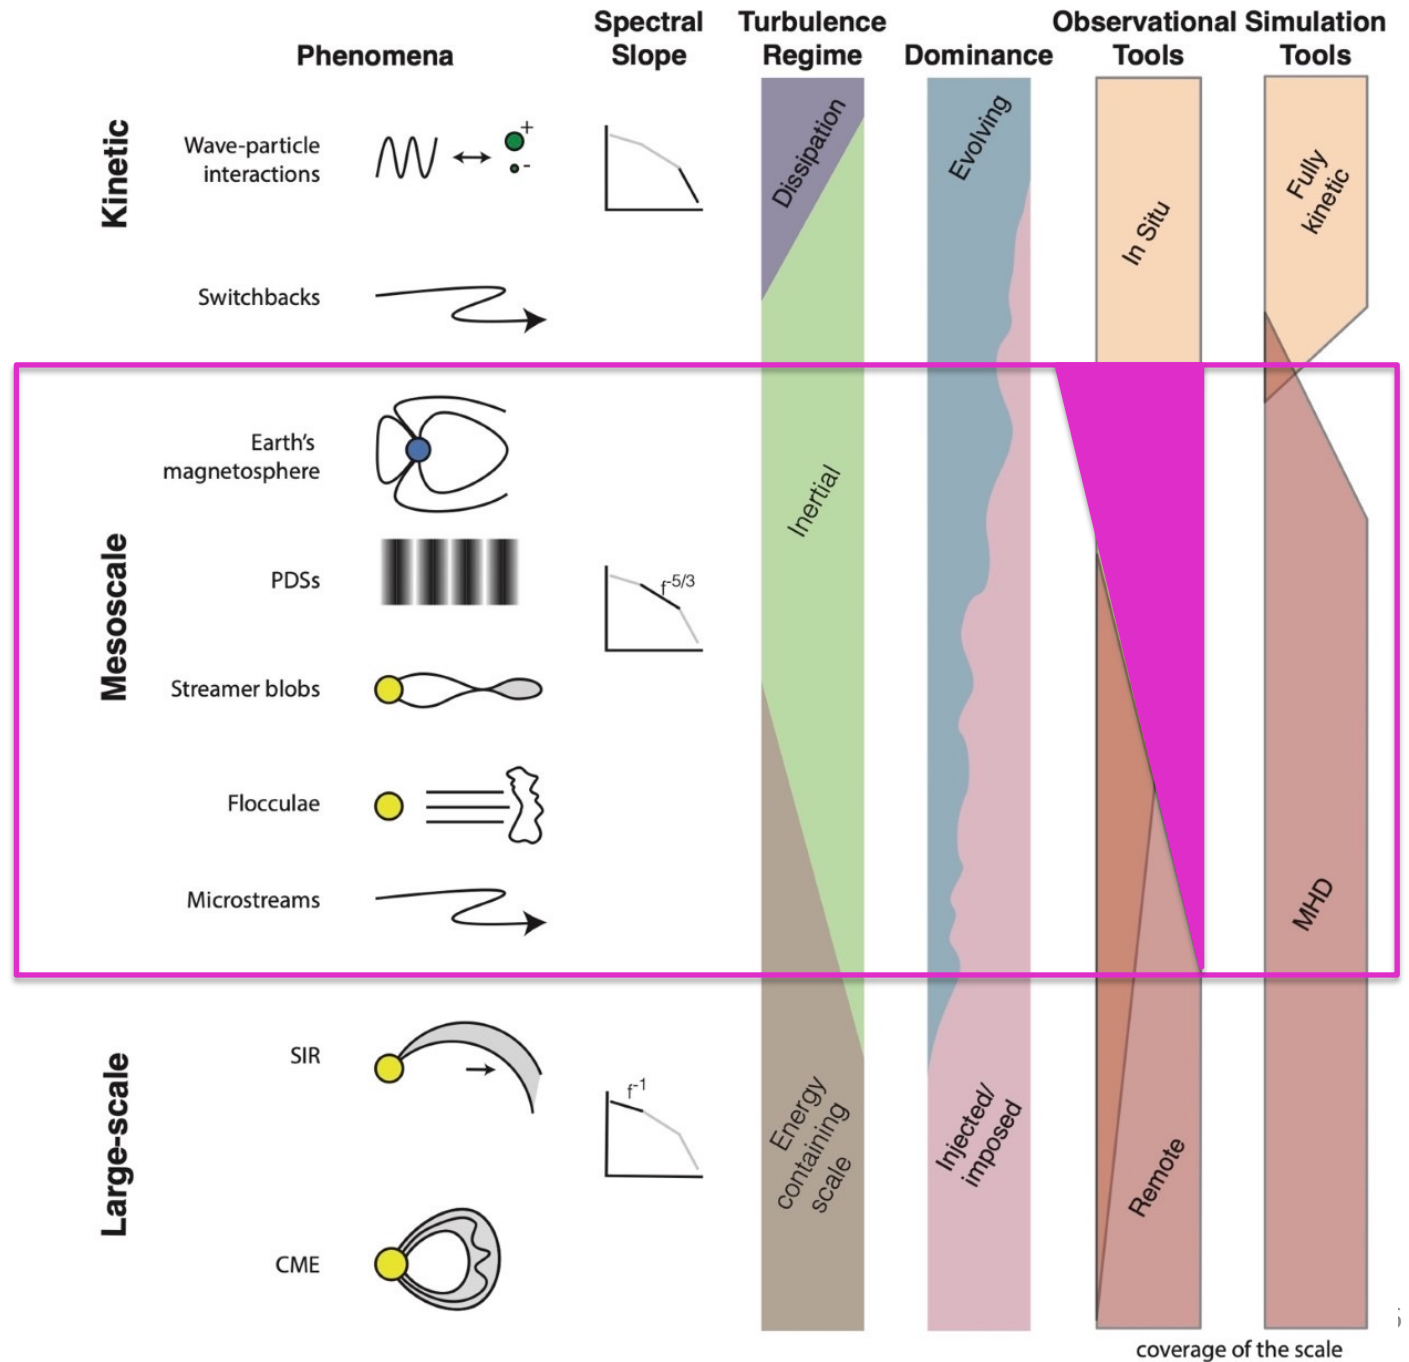 Phenomena
Spectral
Slope
Turbulence
Regime
Dominance
Observational
Tools
Simulation
Tools
Kinetic
Wave-particle
interactions
+
-
Switchbacks
Dissipation
Evolving
In Situ
Fully
kinetic
Mesoscale
Earth's
magnetosphere
PDSs
Streamer blobs
Flocculae
Microstreams
f-5/3
Inertial
MHD
Large-scale
SIR
CME
f-1
Energy
containing
scale
Injected/
imposed
Remote
coverage of the scale